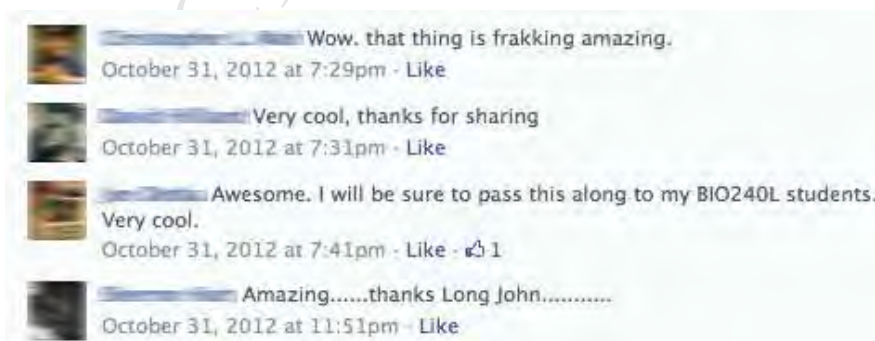 Wow. that thing is frakking amazing.
October 31, 2012 at 7:29pm · Like
Very cool, thanks for sharing
October 31, 2012 at 7:31pm · Like
Awesome. I will be sure to pass this along to my BIO240L students.
Very cool.
October 31, 2012 at 7:41pm · Like · 1
Amazing......thanks Long John...........
October 31, 2012 at 11:51pm · Like